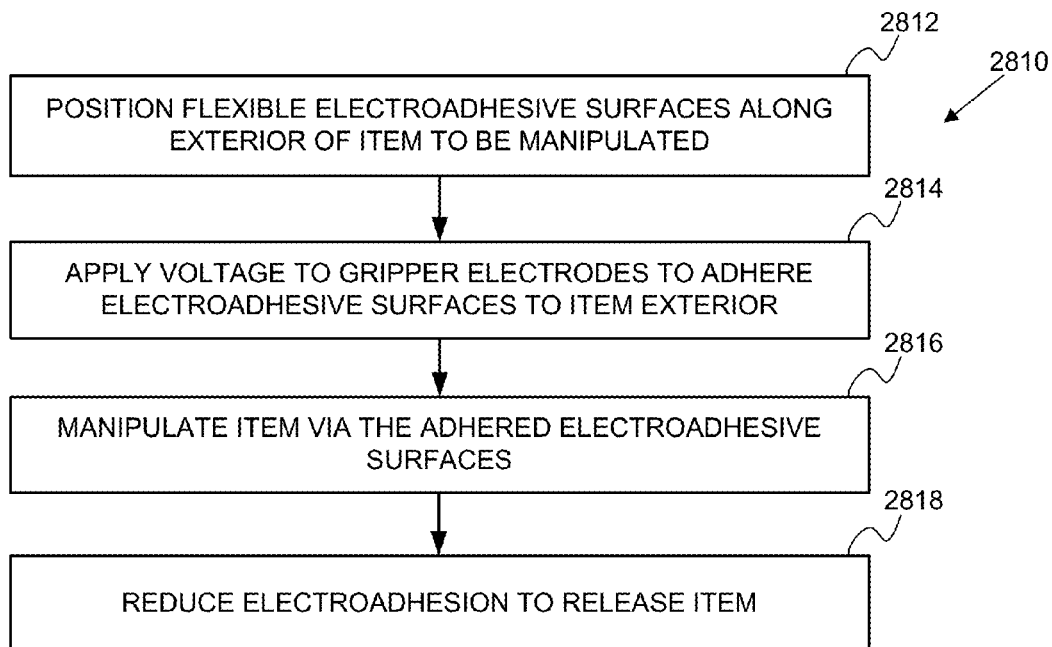 2812
2810
POSITION FLEXIBLE ELECTROADHESIVE SURFACES ALONG
EXTERIOR OF ITEM TO BE MANIPULATED
2814
APPLY VOLTAGE TO GRIPPER ELECTRODES TO ADHERE
ELECTROADHESIVE SURFACES TO ITEM EXTERIOR
2816
MANIPULATE ITEM VIA THE ADHERED ELECTROADHESIVE
SURFACES
2818
REDUCE ELECTROADHESION TO RELEASE ITEM